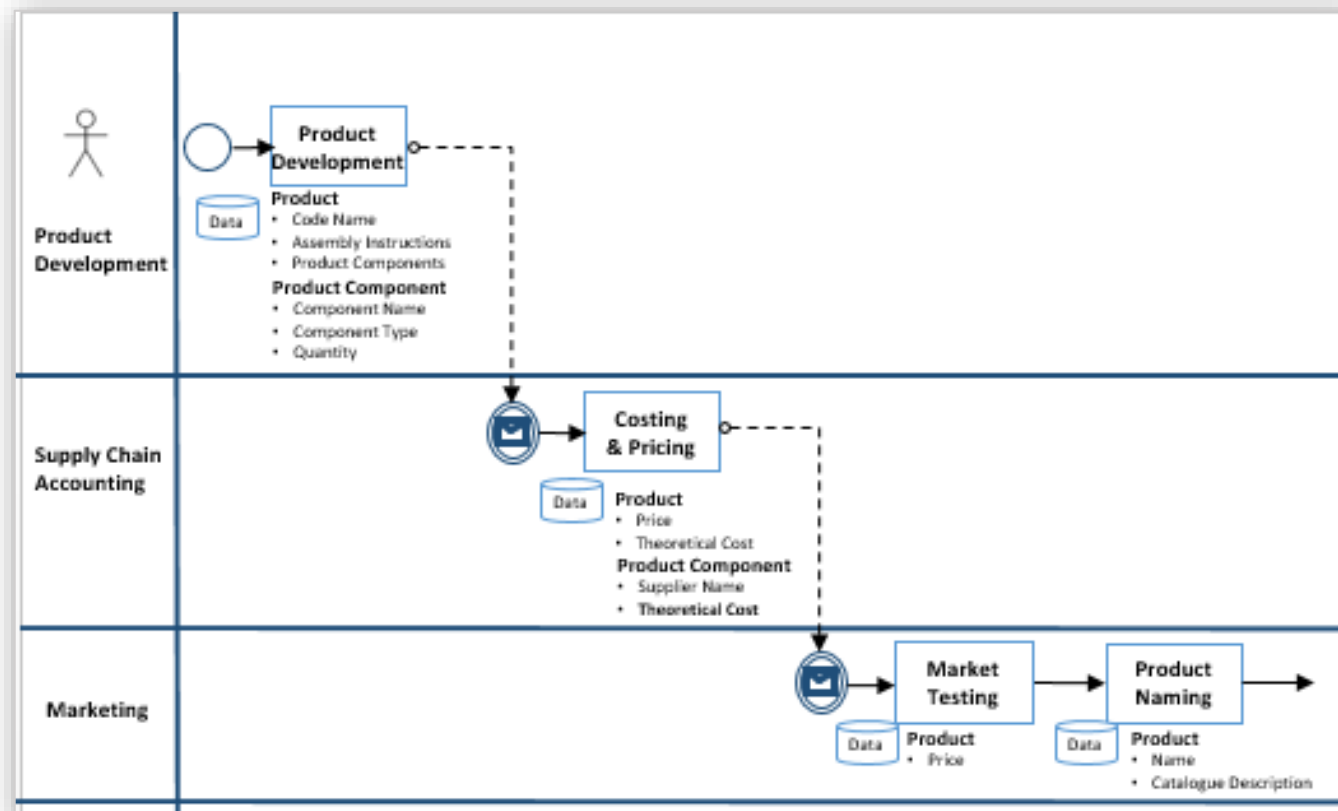 Product
Development
Product
Development
Data
Product
• Code Name
• Assembly Instructions
• Product Components
Product Component
• Component Name
• Component Type
• Quantity
Supply Chain
Accounting
Costing
& Pricing
Data
Product
• Price
• Theoretical Cost
Product Component
• Supplier Name
• Theoretical Cost
Marketing
Market
Testing
Data
Product
• Price
Product
Naming
Data
Product
• Name
• Catalogue Description